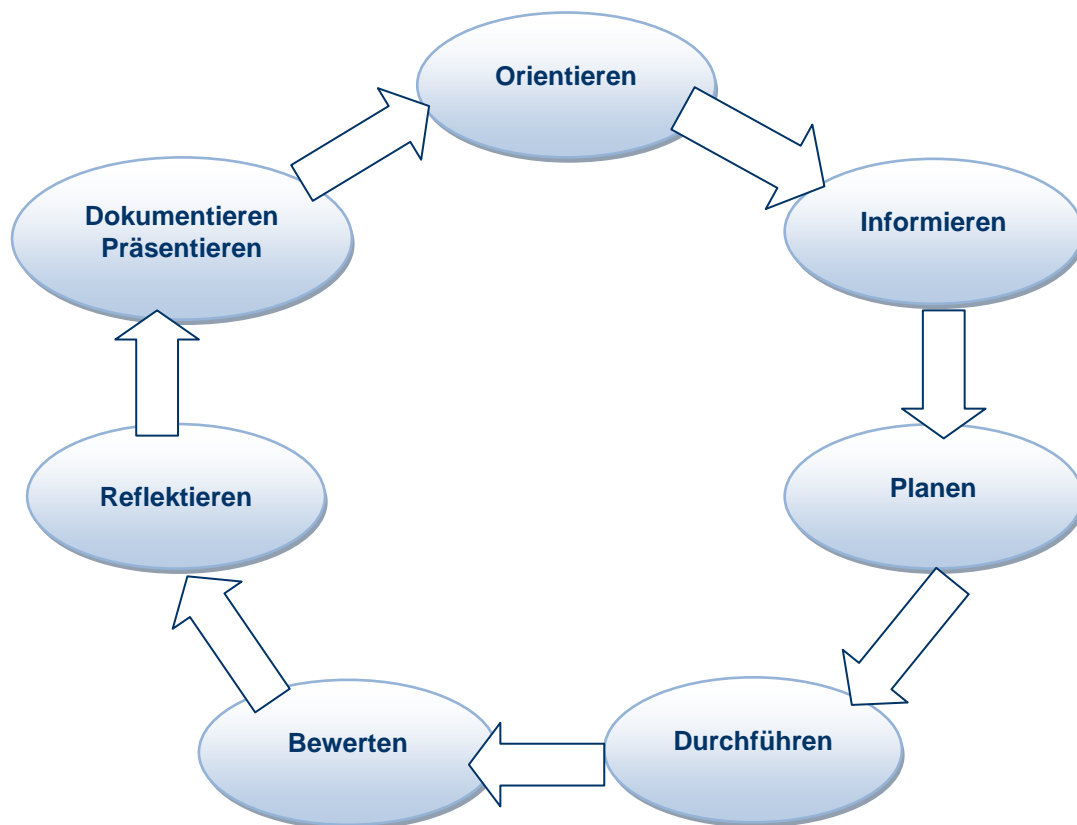 Orientieren
Informieren
Planen
Durchführen
Bewerten
Reflektieren
Dokumentieren
Präsentieren